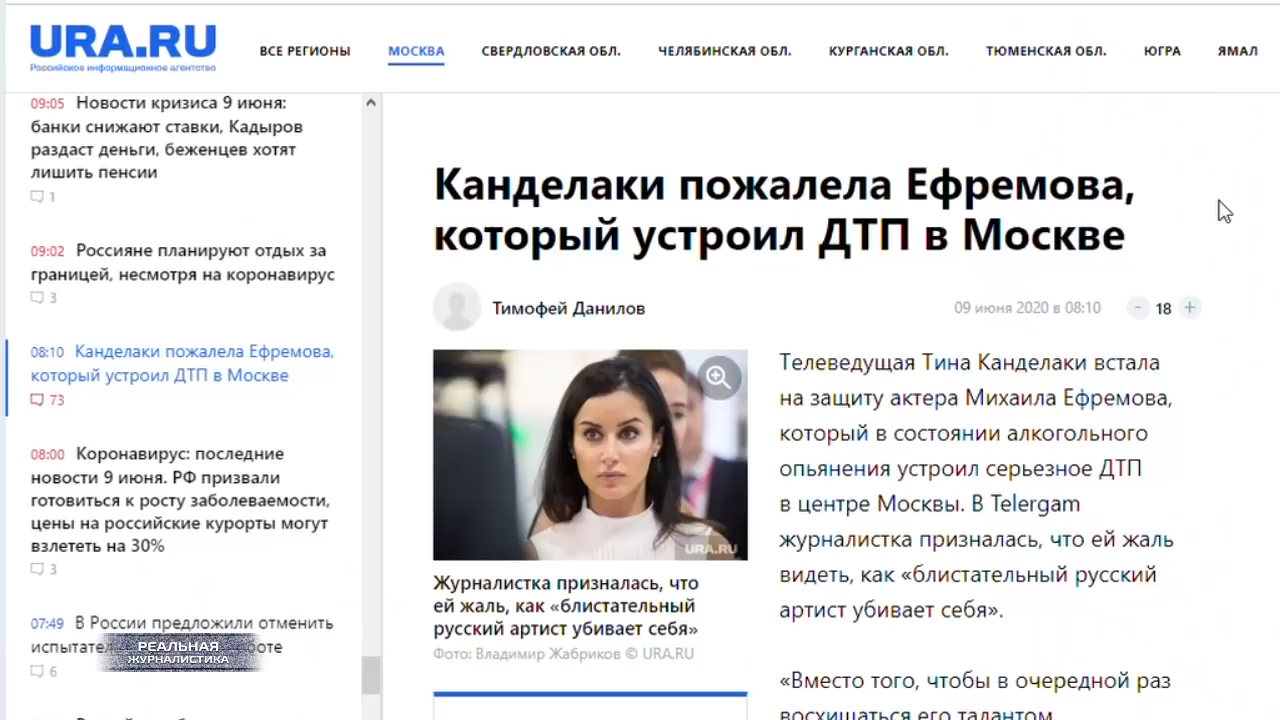 URA.RU
Российское информационное агентство
ВСЕ РЕГИОНЫ
МОСКВА
СВЕРДЛОВСКАЯ ОБЛ.
ЧЕЛЯБИНСКАЯ ОБЛ.
КУРГАНСКАЯ ОБЛ.
ТЮМЕНСКАЯ ОБЛ.
ЮГРА
ЯМАЛ
09:05 Новости кризиса 9 июня:
банки снижают ставки, Кадыров
раздаст деньги, беженцев хотят
лишить пенсии
1
09:02 Россияне планируют отдых за
границей, несмотря на коронавирус
3
08:10 Канделаки пожалела Ефремова,
который устроил ДТП в Москве
73
08:00 Коронавирус: последние
новости 9 июня. РФ призвали
готовиться к росту заболеваемости,
цены на российские курорты могут
взлететь на 30%
3
07:49 В России предложили отменить
6
РЕАЛЬНАЯ
ЖУРНАЛИСТИКА
Канделаки пожалела Ефремова,
который устроил ДТП в Москве
Тимофей Данилов
09 июня 2020 в 08:10
- 18 +
URA.RU
Журналистка призналась, что
ей жаль, как «блистательный
русский артист убивает себя»
Фото: Владимир Жабриков © URA.RU
Телеведущая Тина Канделаки встала
на защиту актера Михаила Ефремова,
который в состоянии алкогольного
опьянения устроил серьезное ДТП
в центре Москвы. В Telergam
журналистка призналась, что ей жаль
видеть, как «блистательный русский
артист убивает себя».
«Вместо того, чтобы в очередной раз
восхищаться его талантом